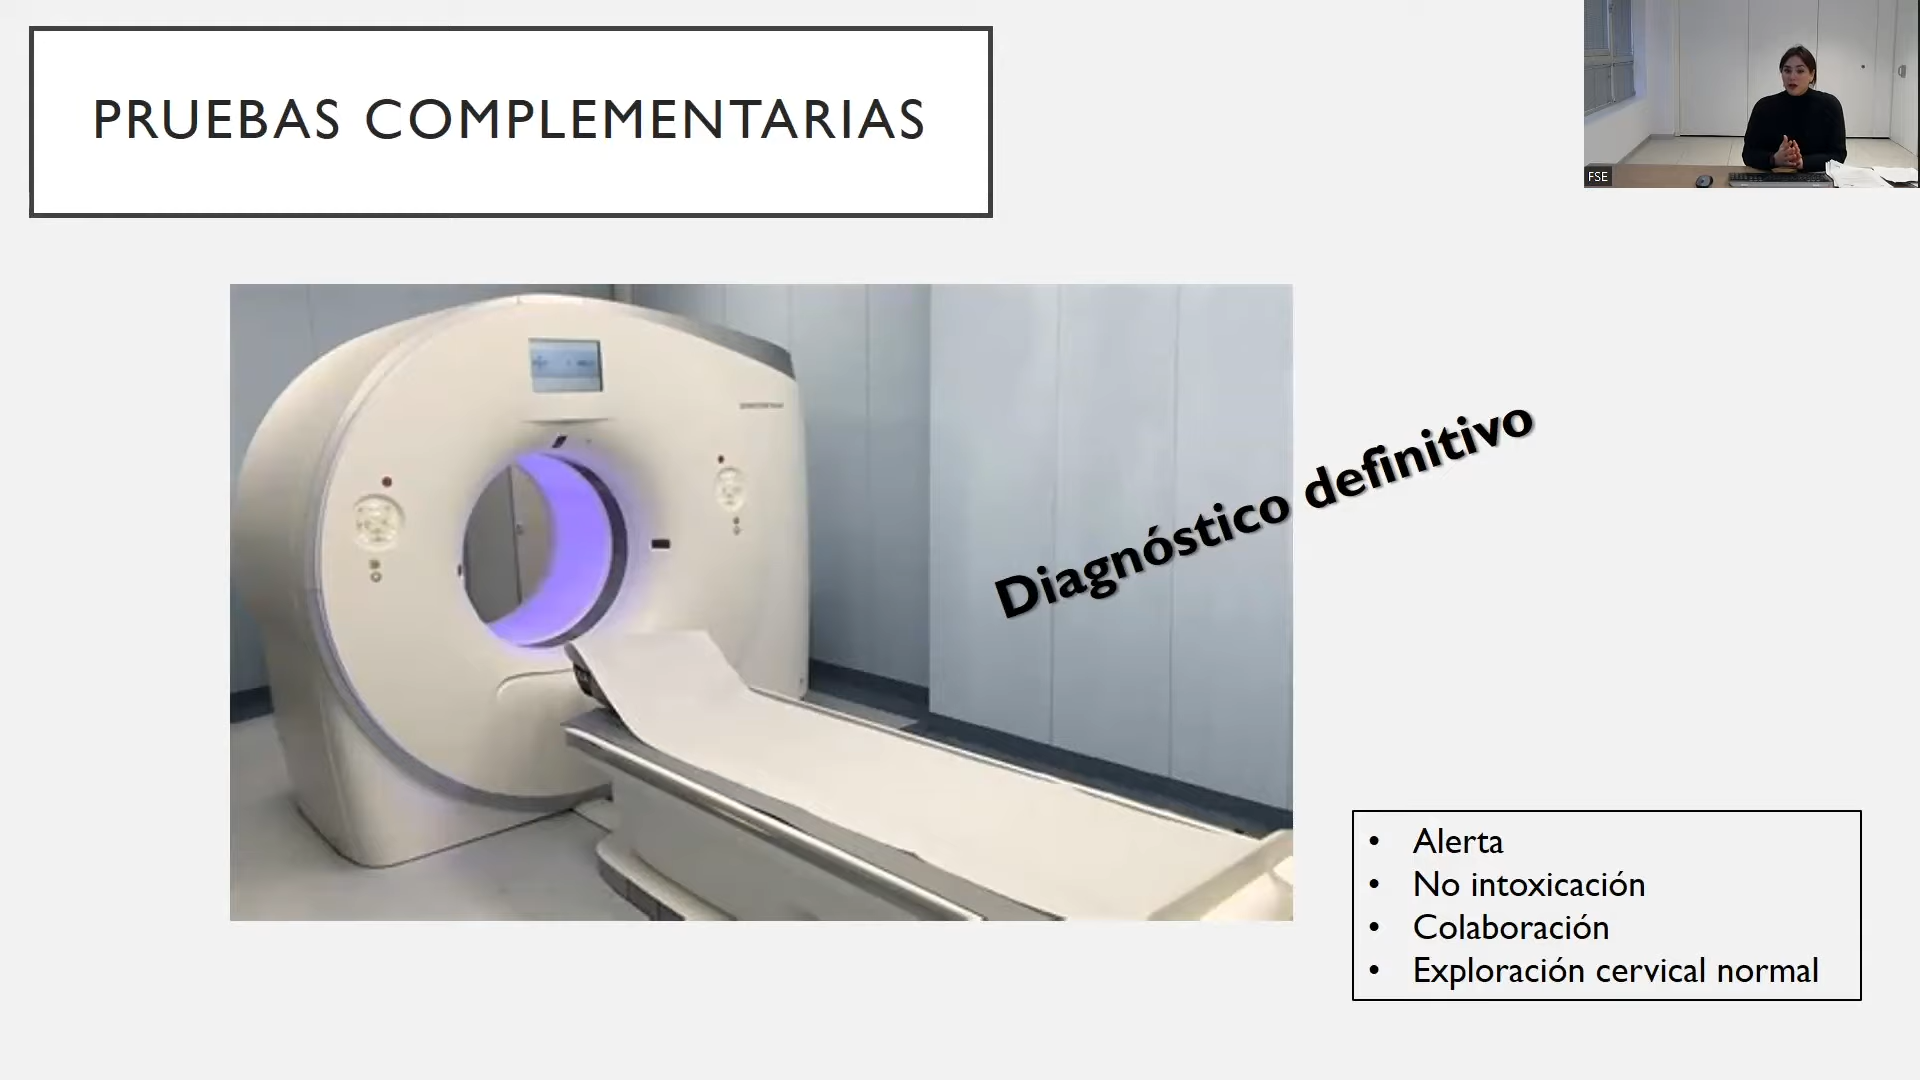 PRUEBAS COMPLEMENTARIAS
FSE
Diagnóstico definitivo
• Alerta
• No intoxicación
• Colaboración
• Exploración cervical normal